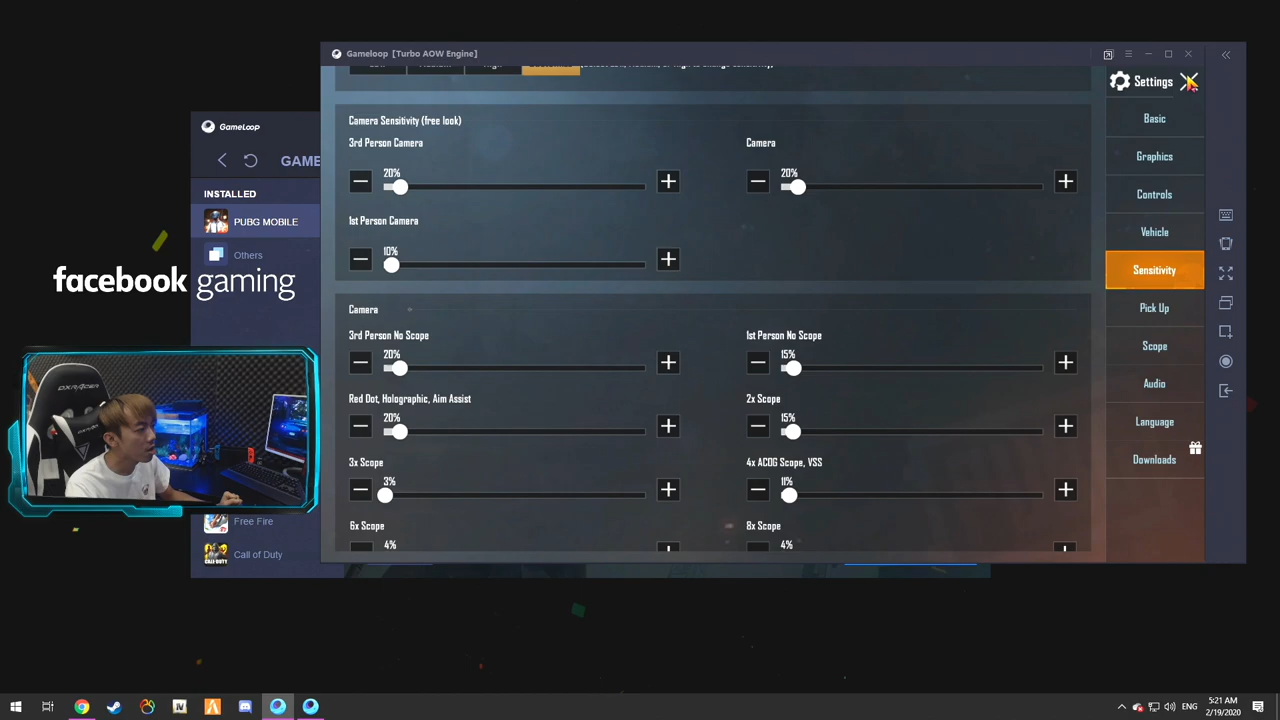 Gameloop [Turbo AOW Engine]
GameLoop
GAME
INSTALLED
PUBG MOBILE
Others
facebook gaming
Free Fire
Call of Duty
Camera Sensitivity (free look)
3rd Person Camera
20%
Camera
20%
1st Person Camera
10%
Camera
3rd Person No Scope
20%
1st Person No Scope
15%
Red Dot, Holographic, Aim Assist
20%
2x Scope
15%
3x Scope
3%
4x ACOG Scope, VSS
11%
6x Scope
4%
8x Scope
4%
Settings
Basic
Graphics
Controls
Vehicle
Sensitivity
Pick Up
Scope
Audio
Language
Downloads
DXRACER
IV
ENG
5:21 AM
2/19/2020